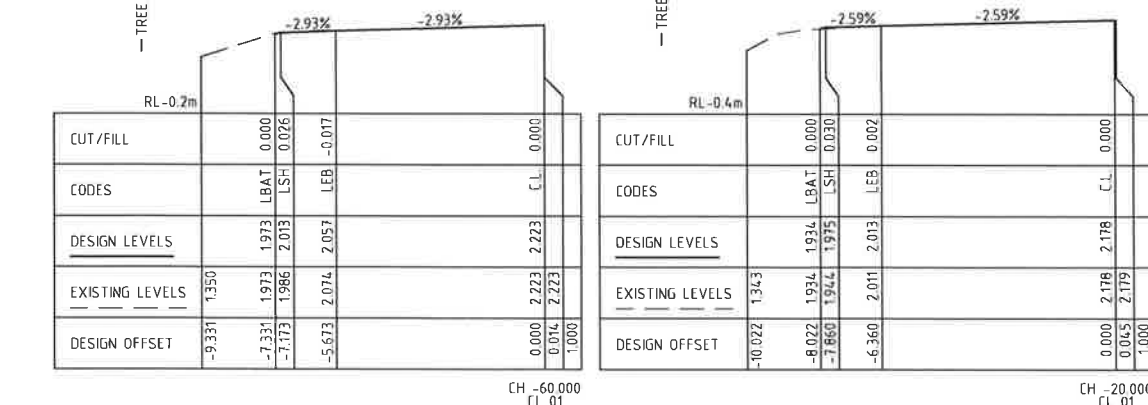 TREE
-2.93% -2.93%
RL-0.2m
CUT/FILL 0.000 0.026 -0.017 0.000
CODES LBAT LSH LEB C.L.
DESIGN LEVELS 1.973 2.013 2.057 2.223
EXISTING LEVELS 1.350 1.973 1.986 2.074 2.223 2.223
DESIGN OFFSET -9.331 -7.331 -7.173 -5.673 0.000 0.014 1.000
CH -60.000
CL 01
TREE
-2.59% -2.59%
RL-0.4m
CUT/FILL 0.000 0.030 0.002 0.000
CODES LBAT LSH LEB C.L.
DESIGN LEVELS 1.934 1.975 2.013 2.178
EXISTING LEVELS 1.343 1.934 1.944 2.011 2.178 2.179
DESIGN OFFSET -10.022 -8.022 -7.860 -6.360 0.000 0.045 1.000
CH -20.000
CL 01